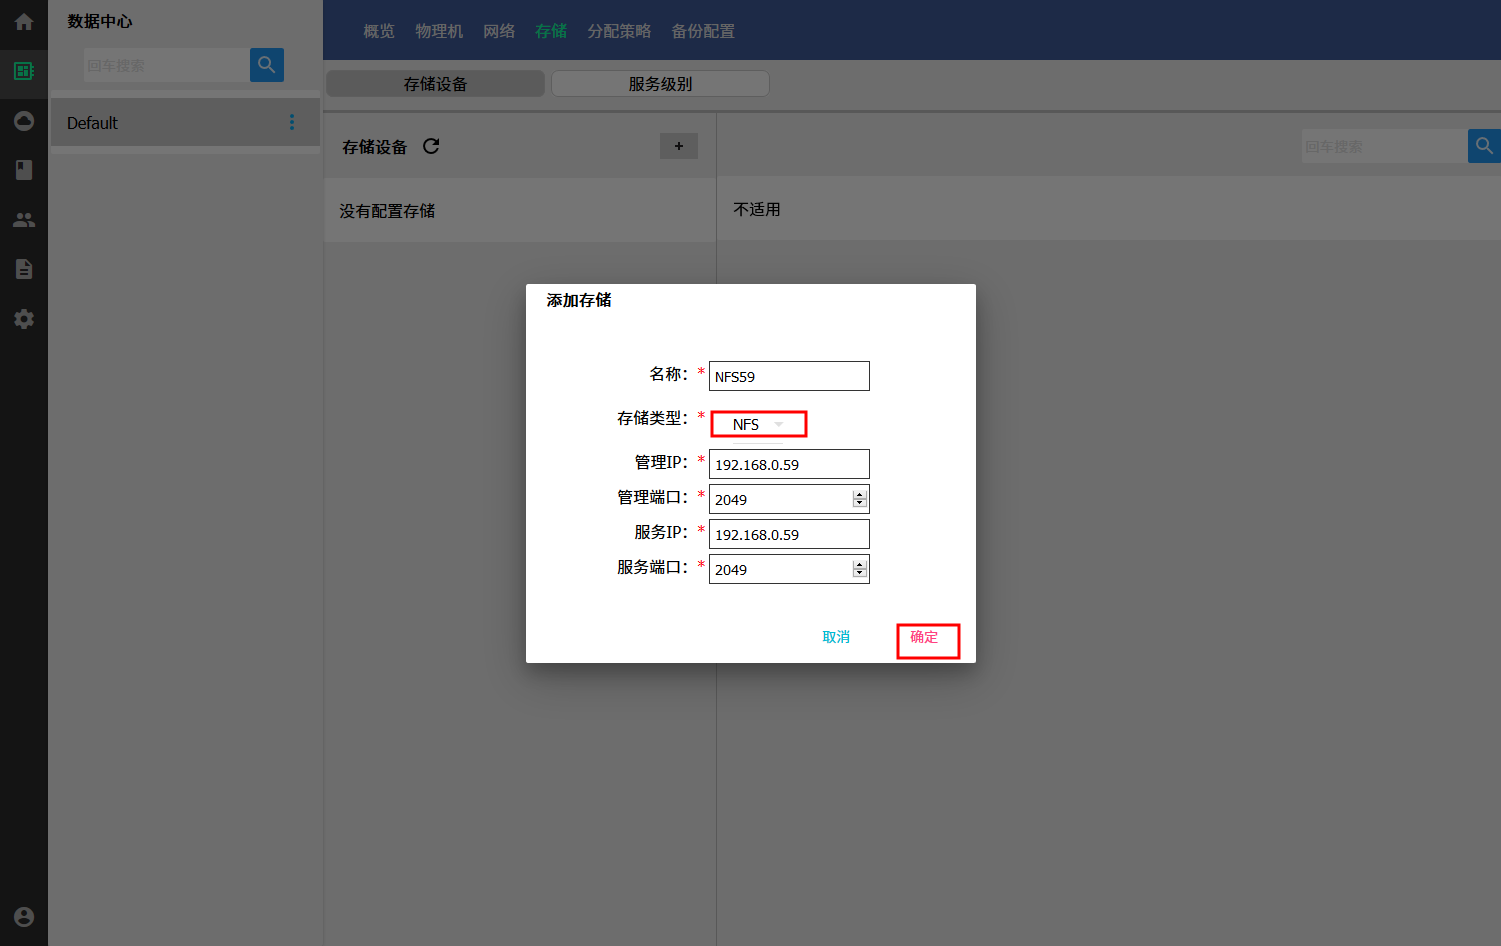 数据中心
回车搜索
Default
概览 物理机 网络 存储 分配策略 备份配置
存储设备 服务级别
存储设备 +
回车搜索
没有配置存储
不适用
添加存储
名称：* NFS59
存储类型：* NFS
管理IP：* 192.168.0.59
管理端口：* 2049
服务IP：* 192.168.0.59
服务端口：* 2049
取消 确定